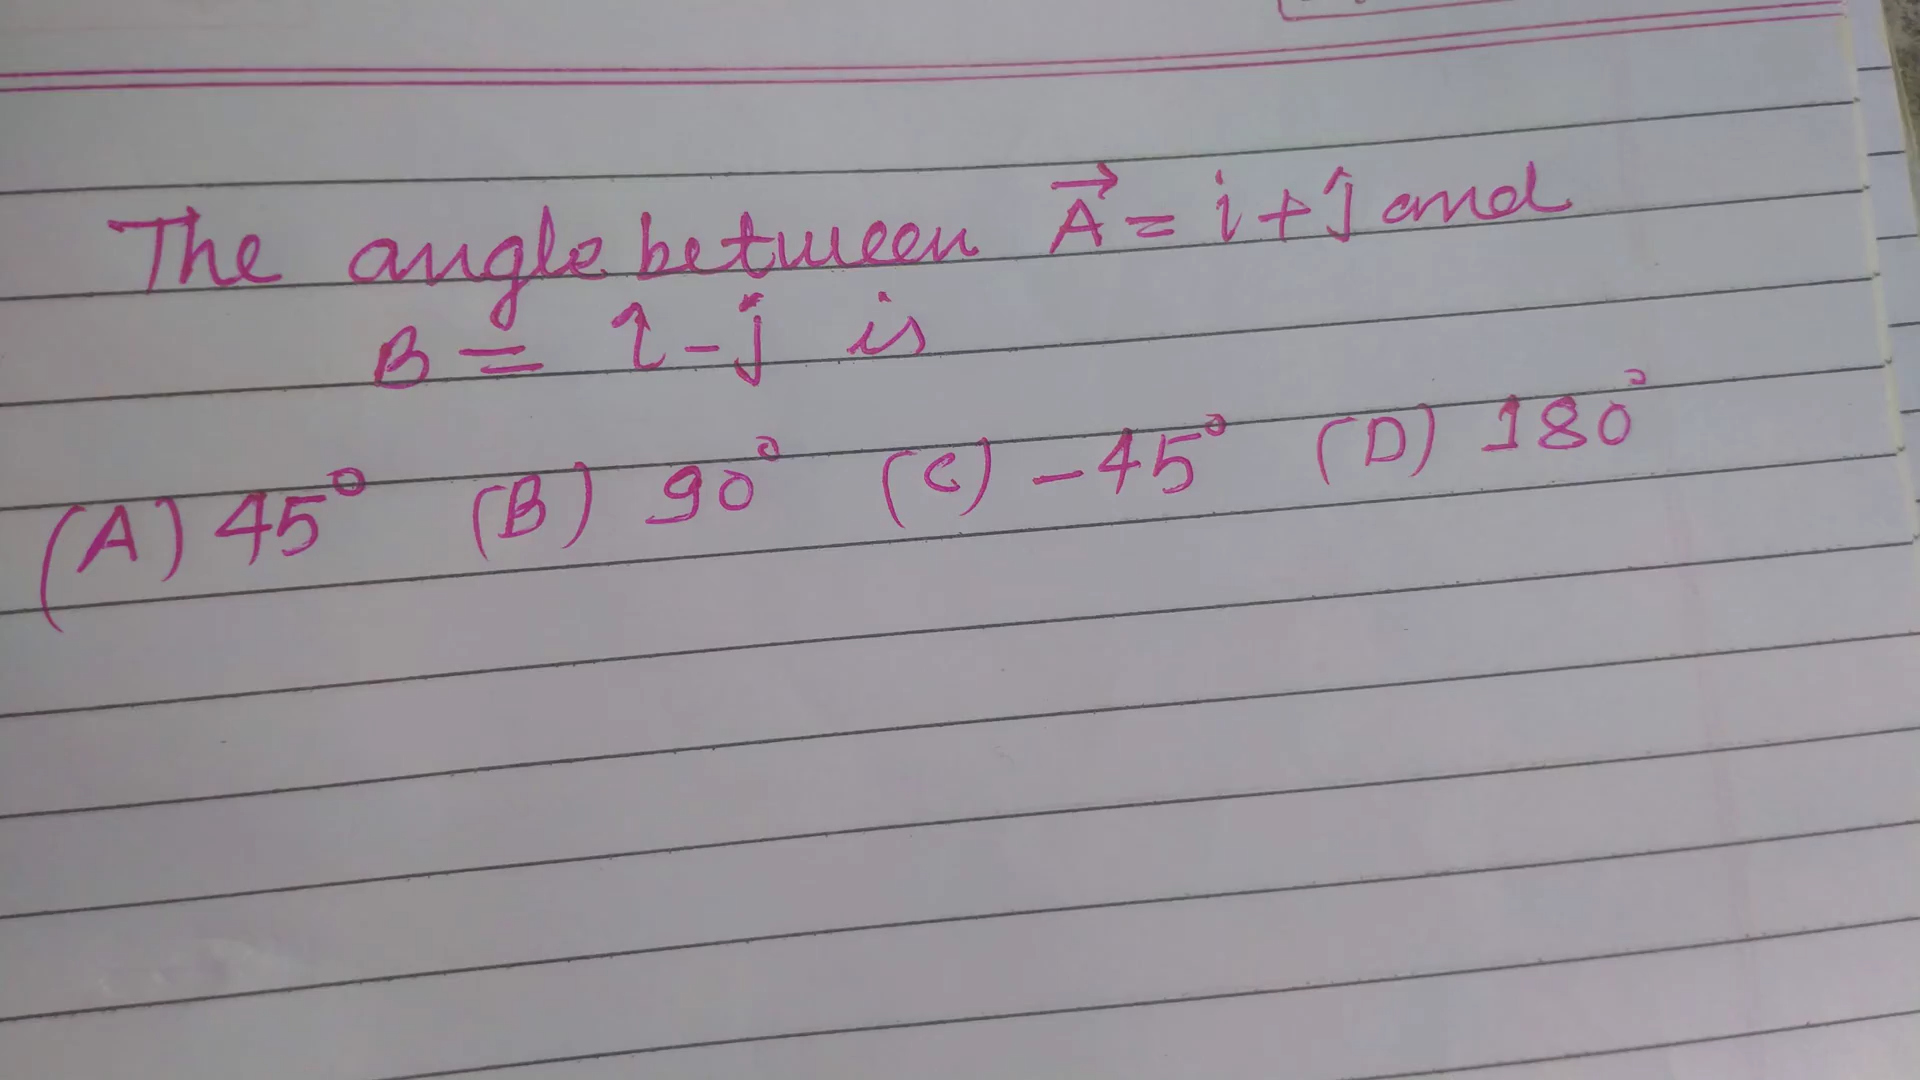 The angle between A⃗ = i + ĵ and
B = î - j is
(A) 45° (B) 90° (C) -45° (D) 180°